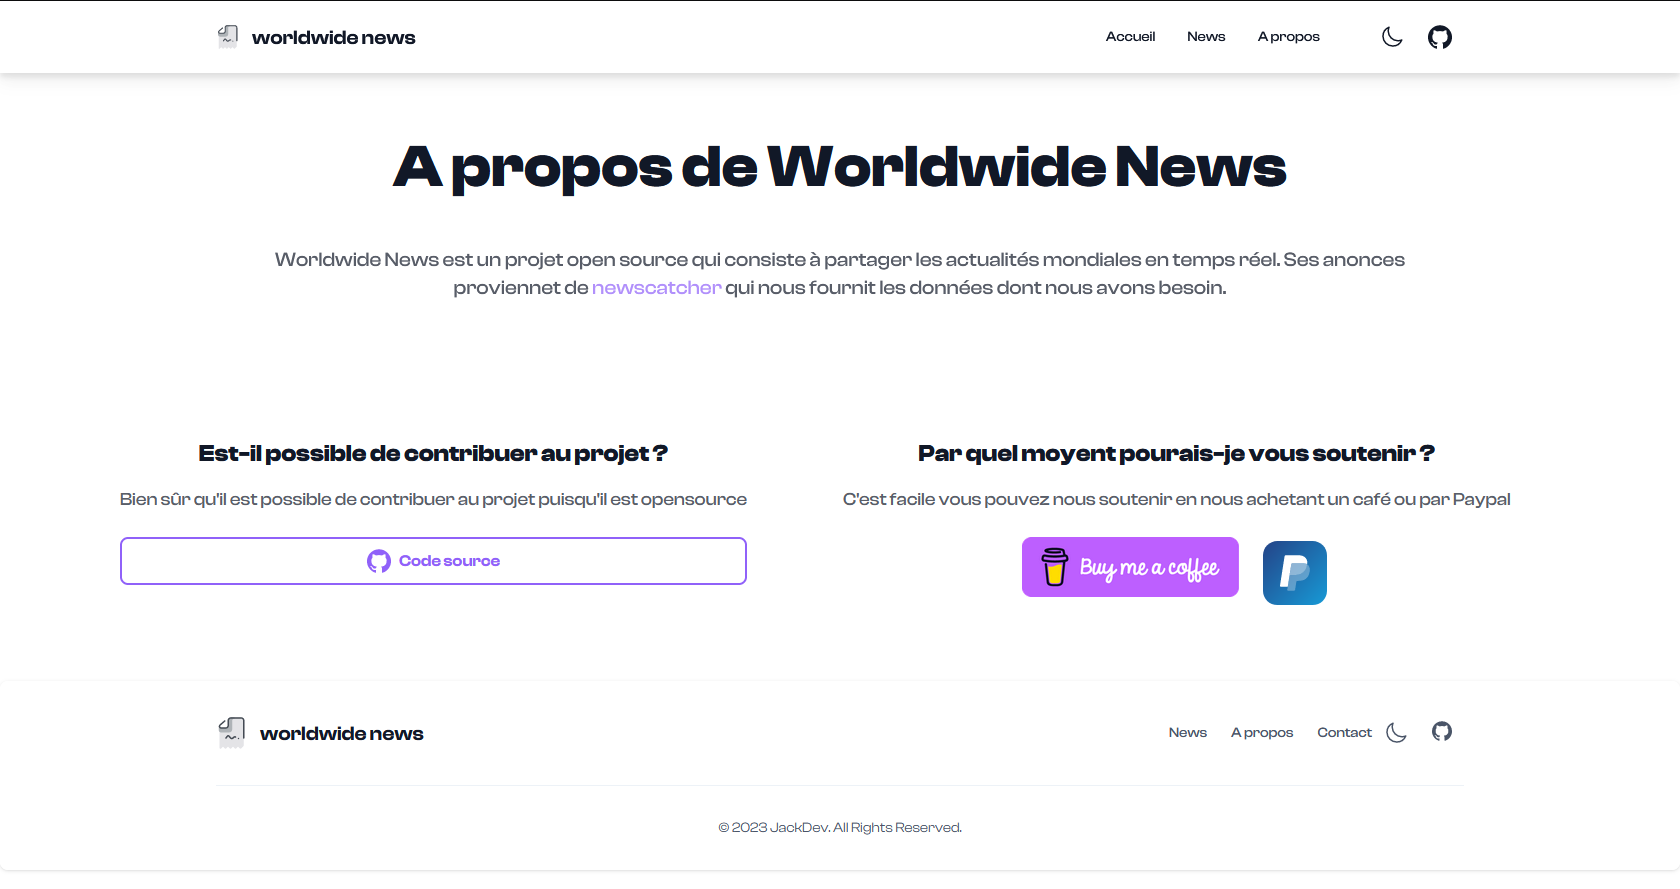 worldwide news
Accueil News A propos
A propos de Worldwide News
Worldwide News est un projet open source qui consiste à partager les actualités mondiales en temps réel. Ses anonces
proviennet de newscatcher qui nous fournit les données dont nous avons besoin.
Est-il possible de contribuer au projet ?
Bien sûr qu'il est possible de contribuer au projet puisqu'il est opensource
Code source
Par quel moyent pourais-je vous soutenir ?
C'est facile vous pouvez nous soutenir en nous achetant un café ou par Paypal
Buy me a coffee
worldwide news
News A propos Contact
© 2023 JackDev. All Rights Reserved.